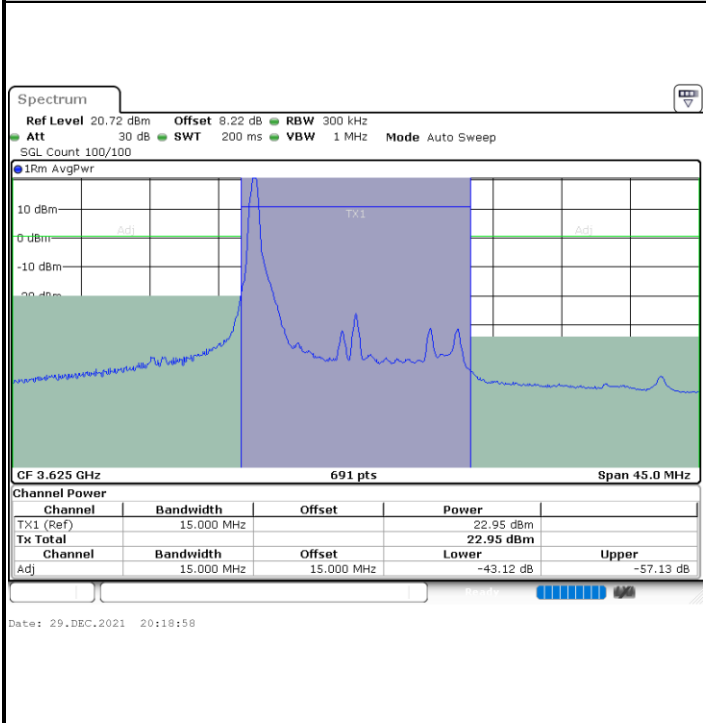 Spectrum
Ref Level 20.72 dBm Offset 8.22 dB RBW 300 kHz
Att 30 dB SWT 200 ms VBW 1 MHz Mode Auto Sweep
SGL Count 100/100
1Rm AvgPwr
TX1
10 dBm
Adj Adj
0 dBm
-10 dBm
-20 dBm
CF 3.625 GHz 691 pts Span 45.0 MHz
Channel Power
Channel Bandwidth Offset Power
TX1 (Ref) 15.000 MHz 22.95 dBm
Tx Total 22.95 dBm
Channel Bandwidth Offset Lower Upper
Adj 15.000 MHz 15.000 MHz -43.12 dB -57.13 dB
Ready
Date: 29.DEC.2021 20:18:58